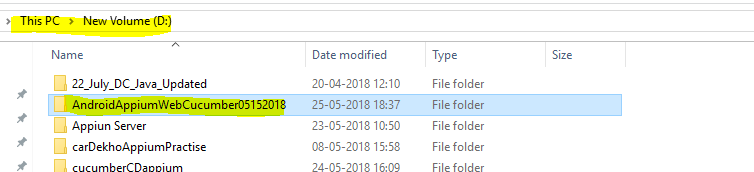 This PC > New Volume (D:)
Name Date modified Type
22_July_DC_Java_Updated 20-04-2018 12:10 File folder
AndroidAppiumWebCucumber05152018 25-05-2018 18:37 File folder
Appiun Server 23-05-2018 10:50 File folder
carDekhoAppiumPractise 08-05-2018 15:58 File folder
cucumberCDappium 24-05-2018 16:09 File folder